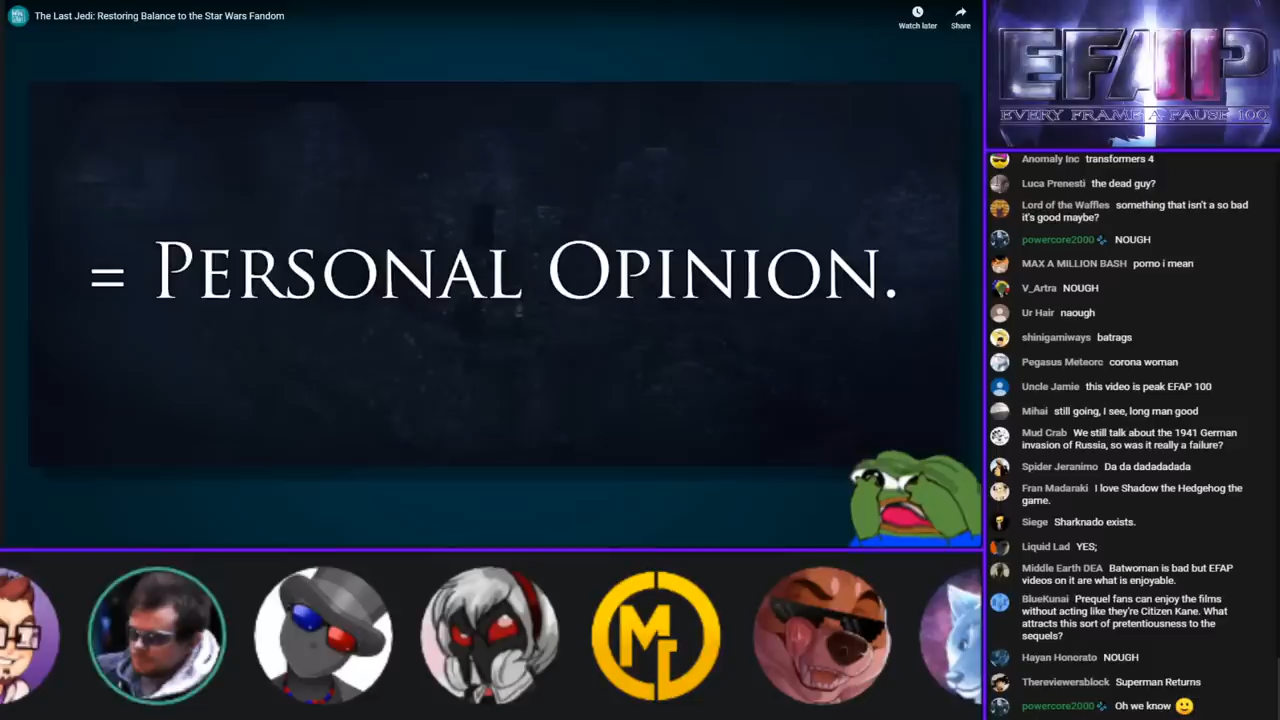 The Last Jedi: Restoring Balance to the Star Wars Fandom
Watch later
Share
= Personal Opinion.
EFAP
EVERY FRAME A PAUSE 100
Anomaly Inc transformers 4
Luca Prenesti the dead guy?
Lord of the Waffles something that isn't a so bad
it's good maybe?
powercore2000 NOUGH
MAX A MILLION BASH porno i mean
V_Artra NOUGH
Ur Hair naough
shinigamiways batrags
Pegasus Meteorc corona woman
Uncle Jamie this video is peak EFAP 100
Mihai still going, I see, long man good
Mud Crab We still talk about the 1941 German
invasion of Russia, so was it really a failure?
Spider Jeranimo Da da dadadadada
Fran Madaraki I love Shadow the Hedgehog the
game.
Siege Sharknado exists.
Liquid Lad YES;
Middle Earth DEA Batwoman is bad but EFAP
videos on it are what is enjoyable.
BlueKunai Prequel fans can enjoy the films
without acting like they're Citizen Kane. What
attracts this sort of pretentiousness to the
sequels?
Hayan Honorato NOUGH
Thereviewersblock Superman Returns
powercore2000 Oh we know